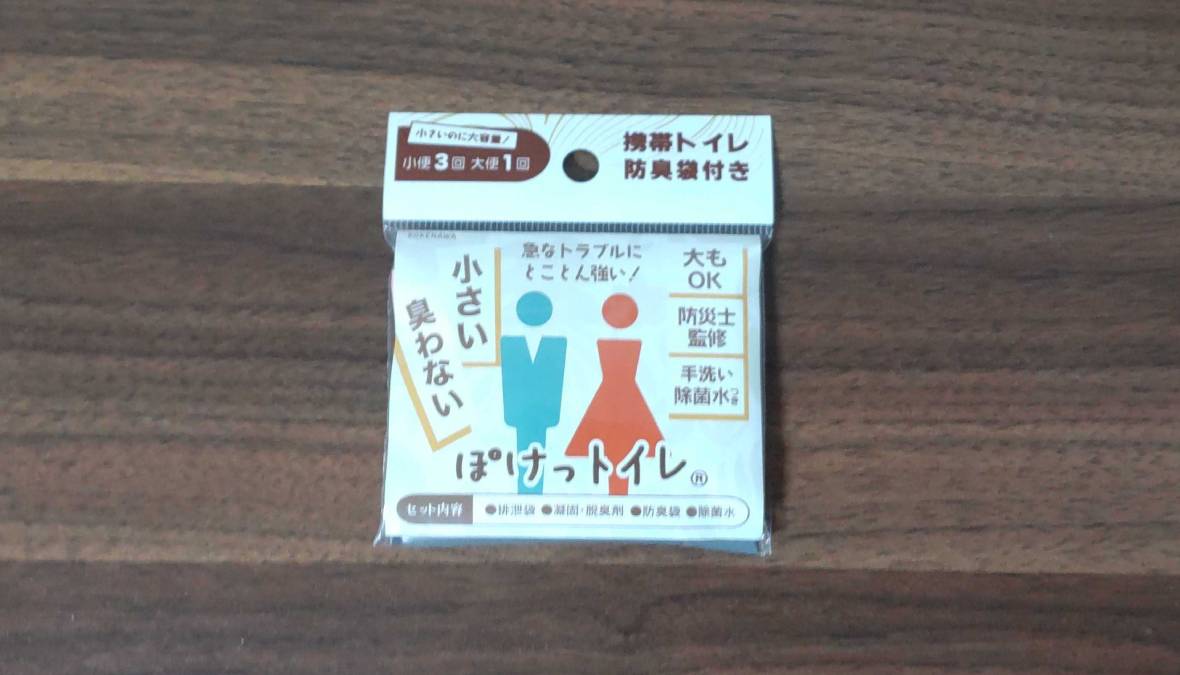 小さいのに大容量！
小便3回 大便1回
携帯トイレ
防臭袋付き
急なトラブルに
とことん強い！
小さい
臭わない
大も
OK
防災士
監修
手洗い
除菌水つき
ぽけっトイレ®
セット内容 ●排泄袋 ●凝固・脱臭剤 ●防臭袋 ●除菌水